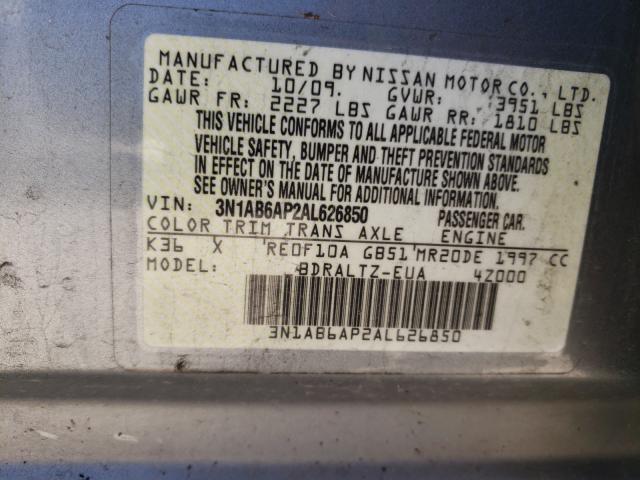 MANUFACTURED BY NISSAN MOTOR CO., LTD.
DATE: 10/09. GVWR: 3951 LBS
GAWR FR: 2227 LBS GAWR RR: 1810 LBS
THIS VEHICLE CONFORMS TO ALL APPLICABLE FEDERAL MOTOR
VEHICLE SAFETY, BUMPER AND THEFT PREVENTION STANDARDS
IN EFFECT ON THE DATE OF MANUFACTURE SHOWN ABOVE.
SEE OWNER'S MANUAL FOR ADDITIONAL INFORMATION.
VIN: 3N1AB6AP2AL626850 PASSENGER CAR.
COLOR TRIM TRANS AXLE ENGINE
K36 X RE0F10A GB51 MR20DE 1997 CC
MODEL: BDRALTZ-EUA 4Z000
3N1AB6AP2AL626850